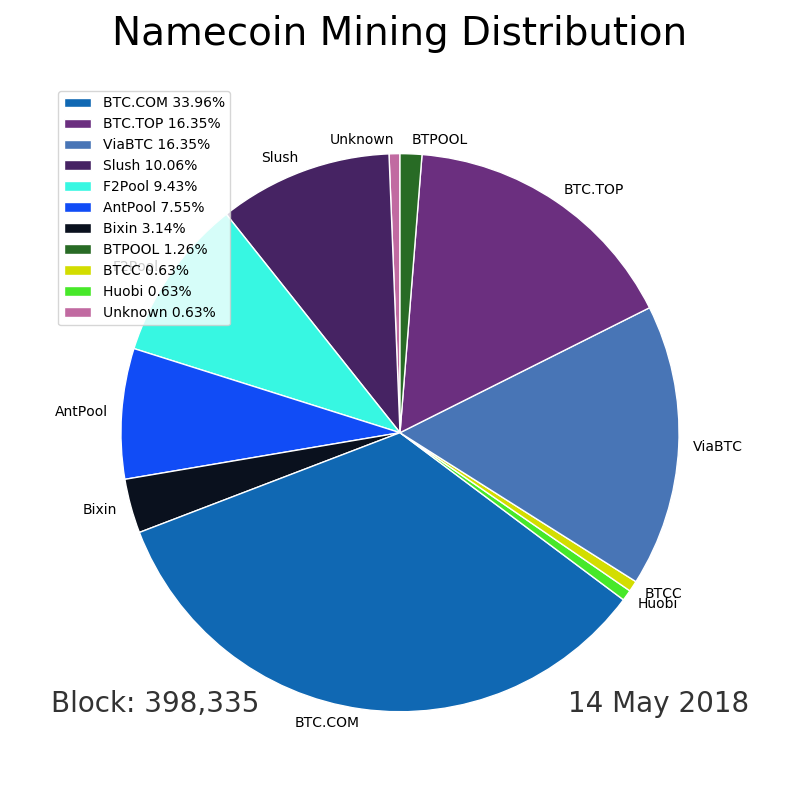 Namecoin Mining Distribution
BTC.COM 33.96%
BTC.TOP 16.35%
ViaBTC 16.35%
Slush 10.06%
F2Pool 9.43%
AntPool 7.55%
Bixin 3.14%
BTPOOL 1.26%
BTCC 0.63%
Huobi 0.63%
Unknown 0.63%
Unknown
BTPOOL
Slush
BTC.TOP
F2Pool
AntPool
ViaBTC
Bixin
BTCC
Huobi
Block: 398,335
14 May 2018
BTC.COM